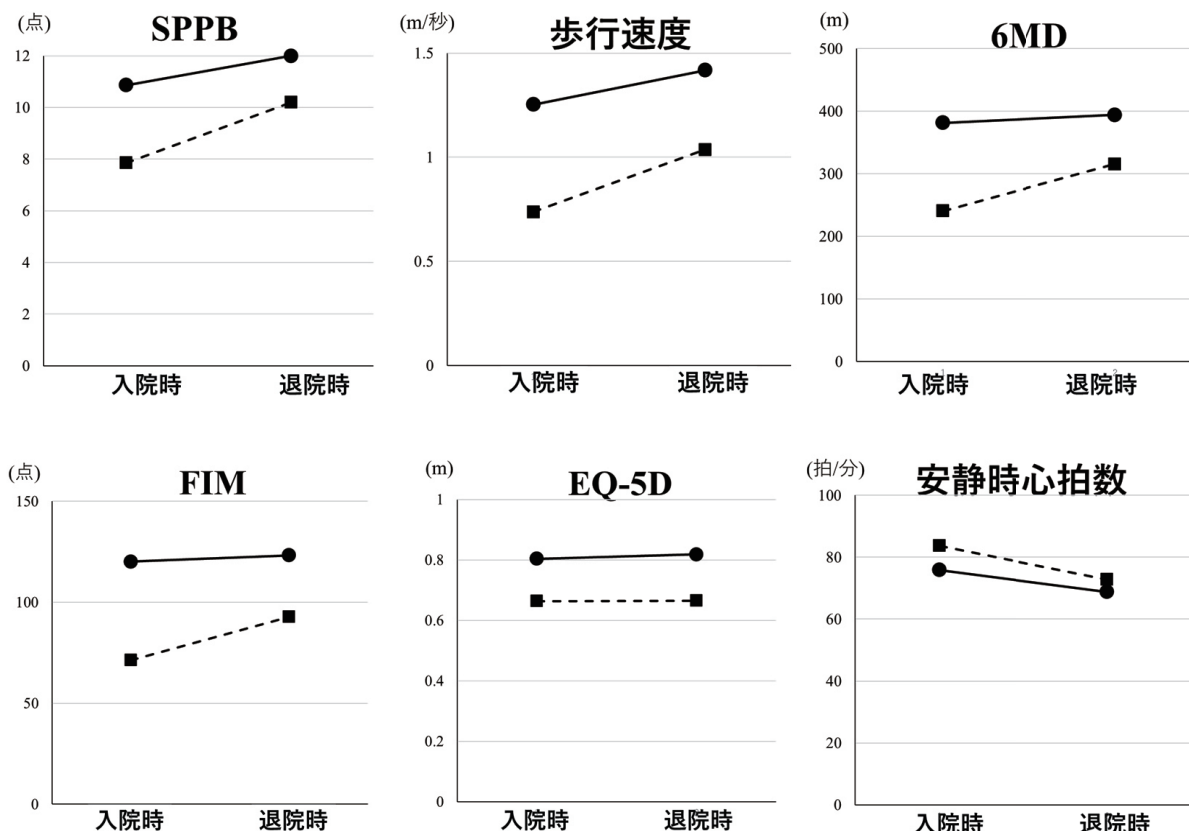 (点)
SPPB
12
10
8
6
4
2
0
入院時
退院時
(m/秒)
歩行速度
1.5
1
0.5
0
入院時
退院時
(m)
6MD
500
400
300
200
100
0
1
2
入院時
退院時
(点)
FIM
150
100
50
0
入院時
退院時
(m)
EQ-5D
1
0.8
0.6
0.4
0.2
0
入院時
退院時
(拍/分)
安静時心拍数
100
80
60
40
20
0
入院時
退院時